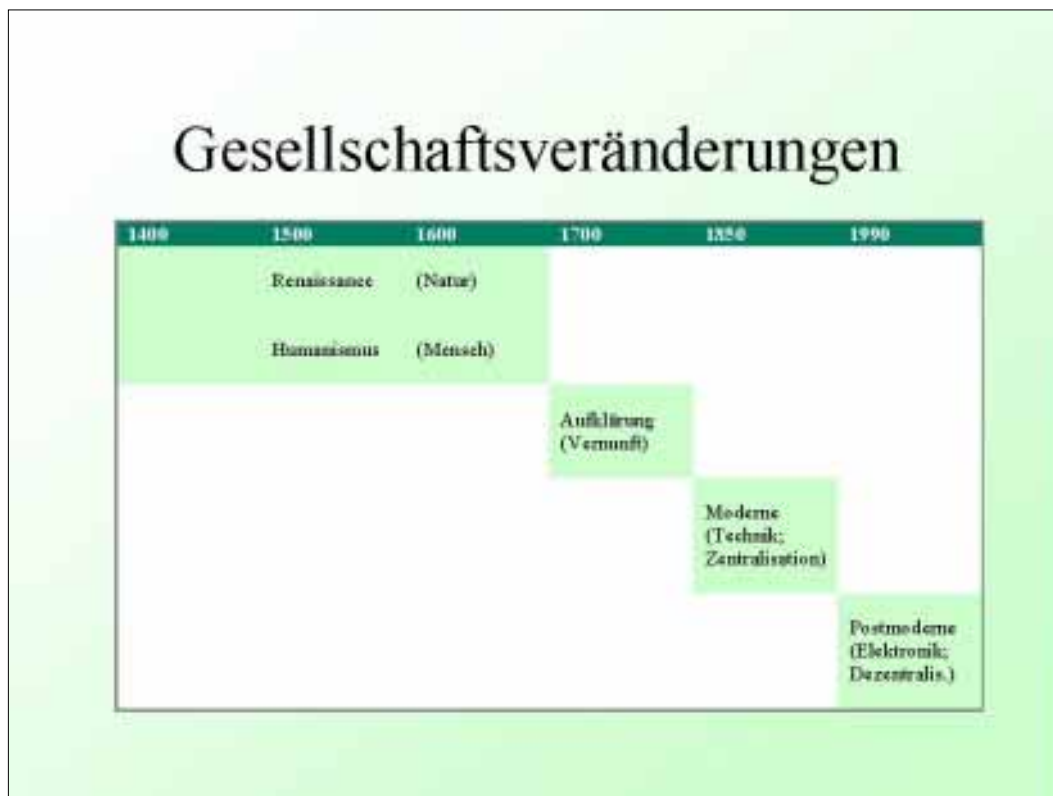 Gesellschaftsveränderungen
1400 1500 1600 1700 1850 1990
Renaissance (Natur)
Humanismus (Mensch)
Aufklärung
(Vernunft)
Moderne
(Technik;
Zentralisation)
Postmoderne
(Elektronik;
Dezentralis.)